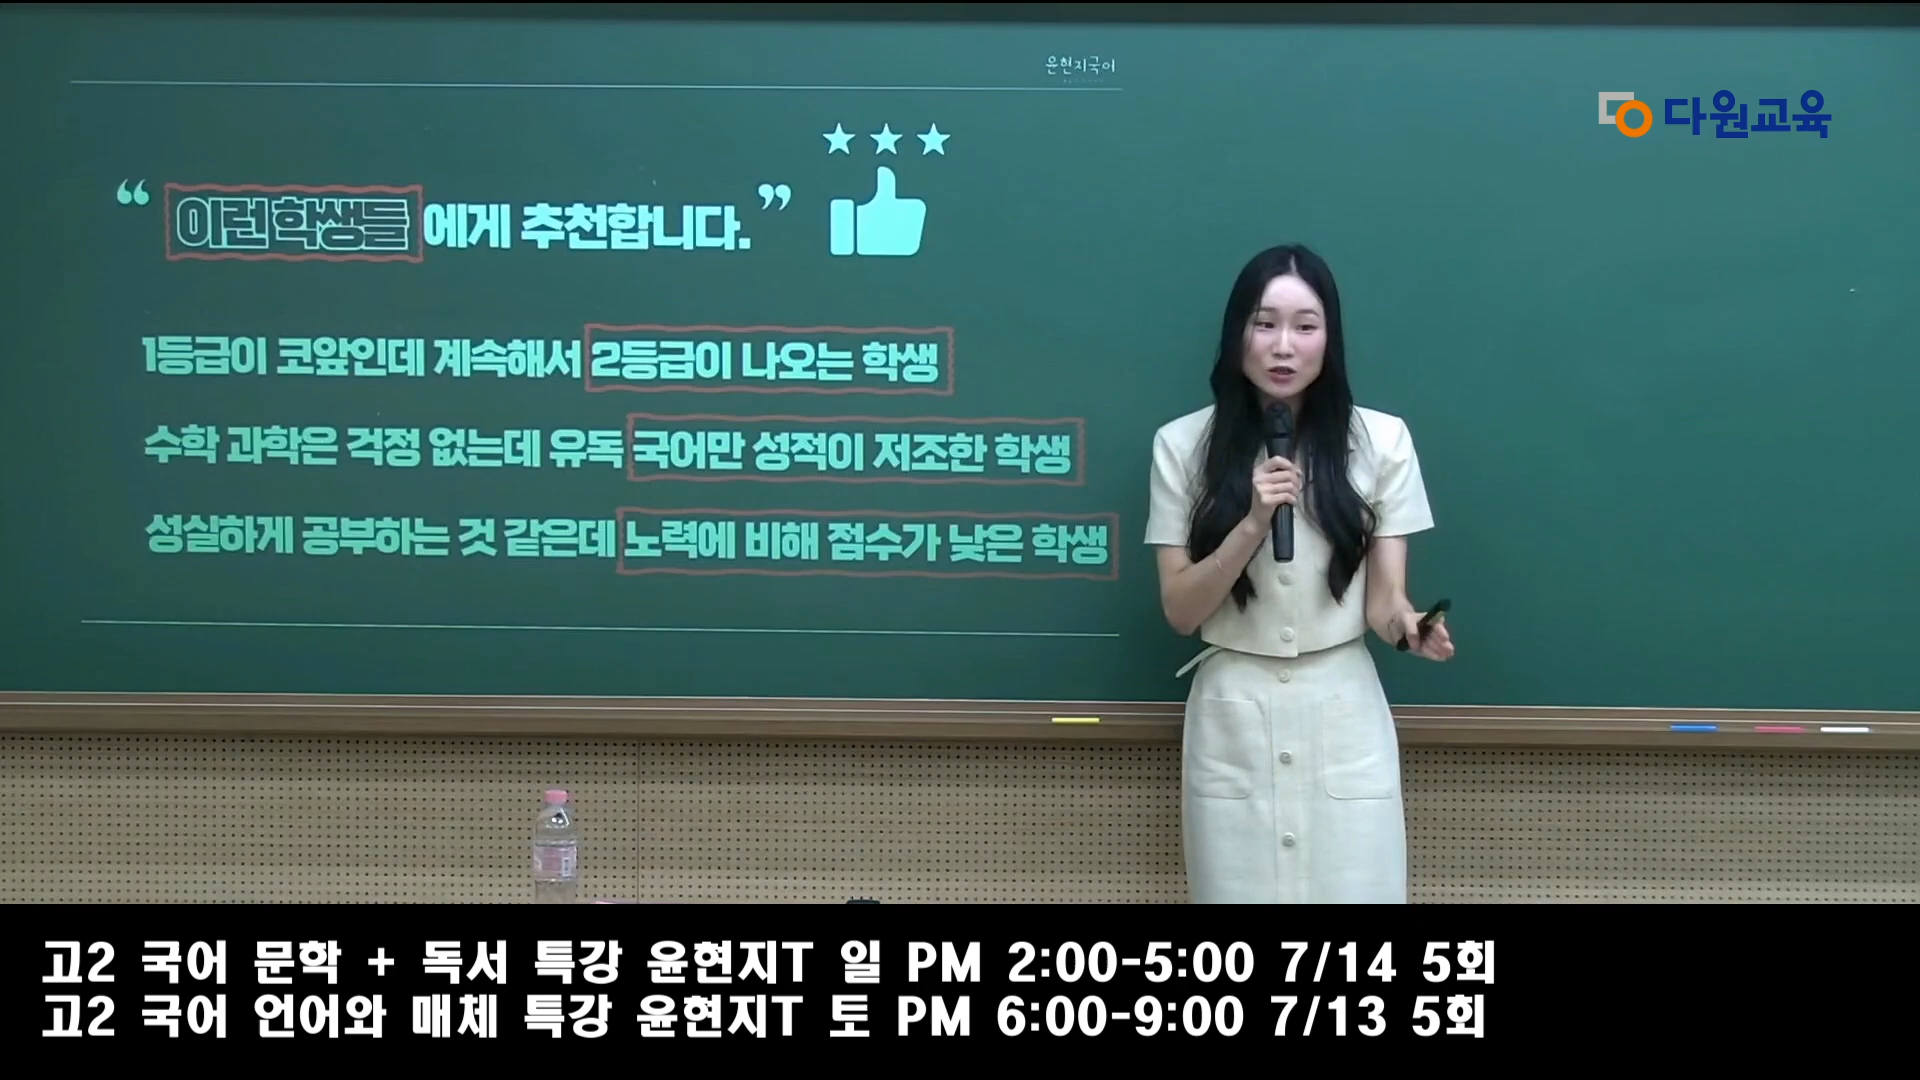 윤현지국어
다원교육
“이런 학생들에게 추천합니다.”
1등급이 코앞인데 계속해서 2등급이 나오는 학생
수학 과학은 걱정 없는데 유독 국어만 성적이 저조한 학생
성실하게 공부하는 것 같은데 노력에 비해 점수가 낮은 학생
고2 국어 문학 + 독서 특강 윤현지T 일 PM 2:00-5:00 7/14 5회
고2 국어 언어와 매체 특강 윤현지T 토 PM 6:00-9:00 7/13 5회